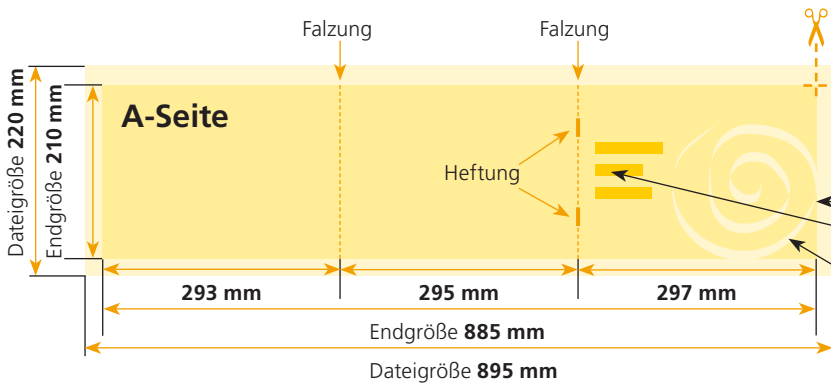 Falzung
Falzung
A-Seite
Dateigröße 220 mm
Endgröße 210 mm
Heftung
293 mm
295 mm
297 mm
Endgröße 885 mm
Dateigröße 895 mm